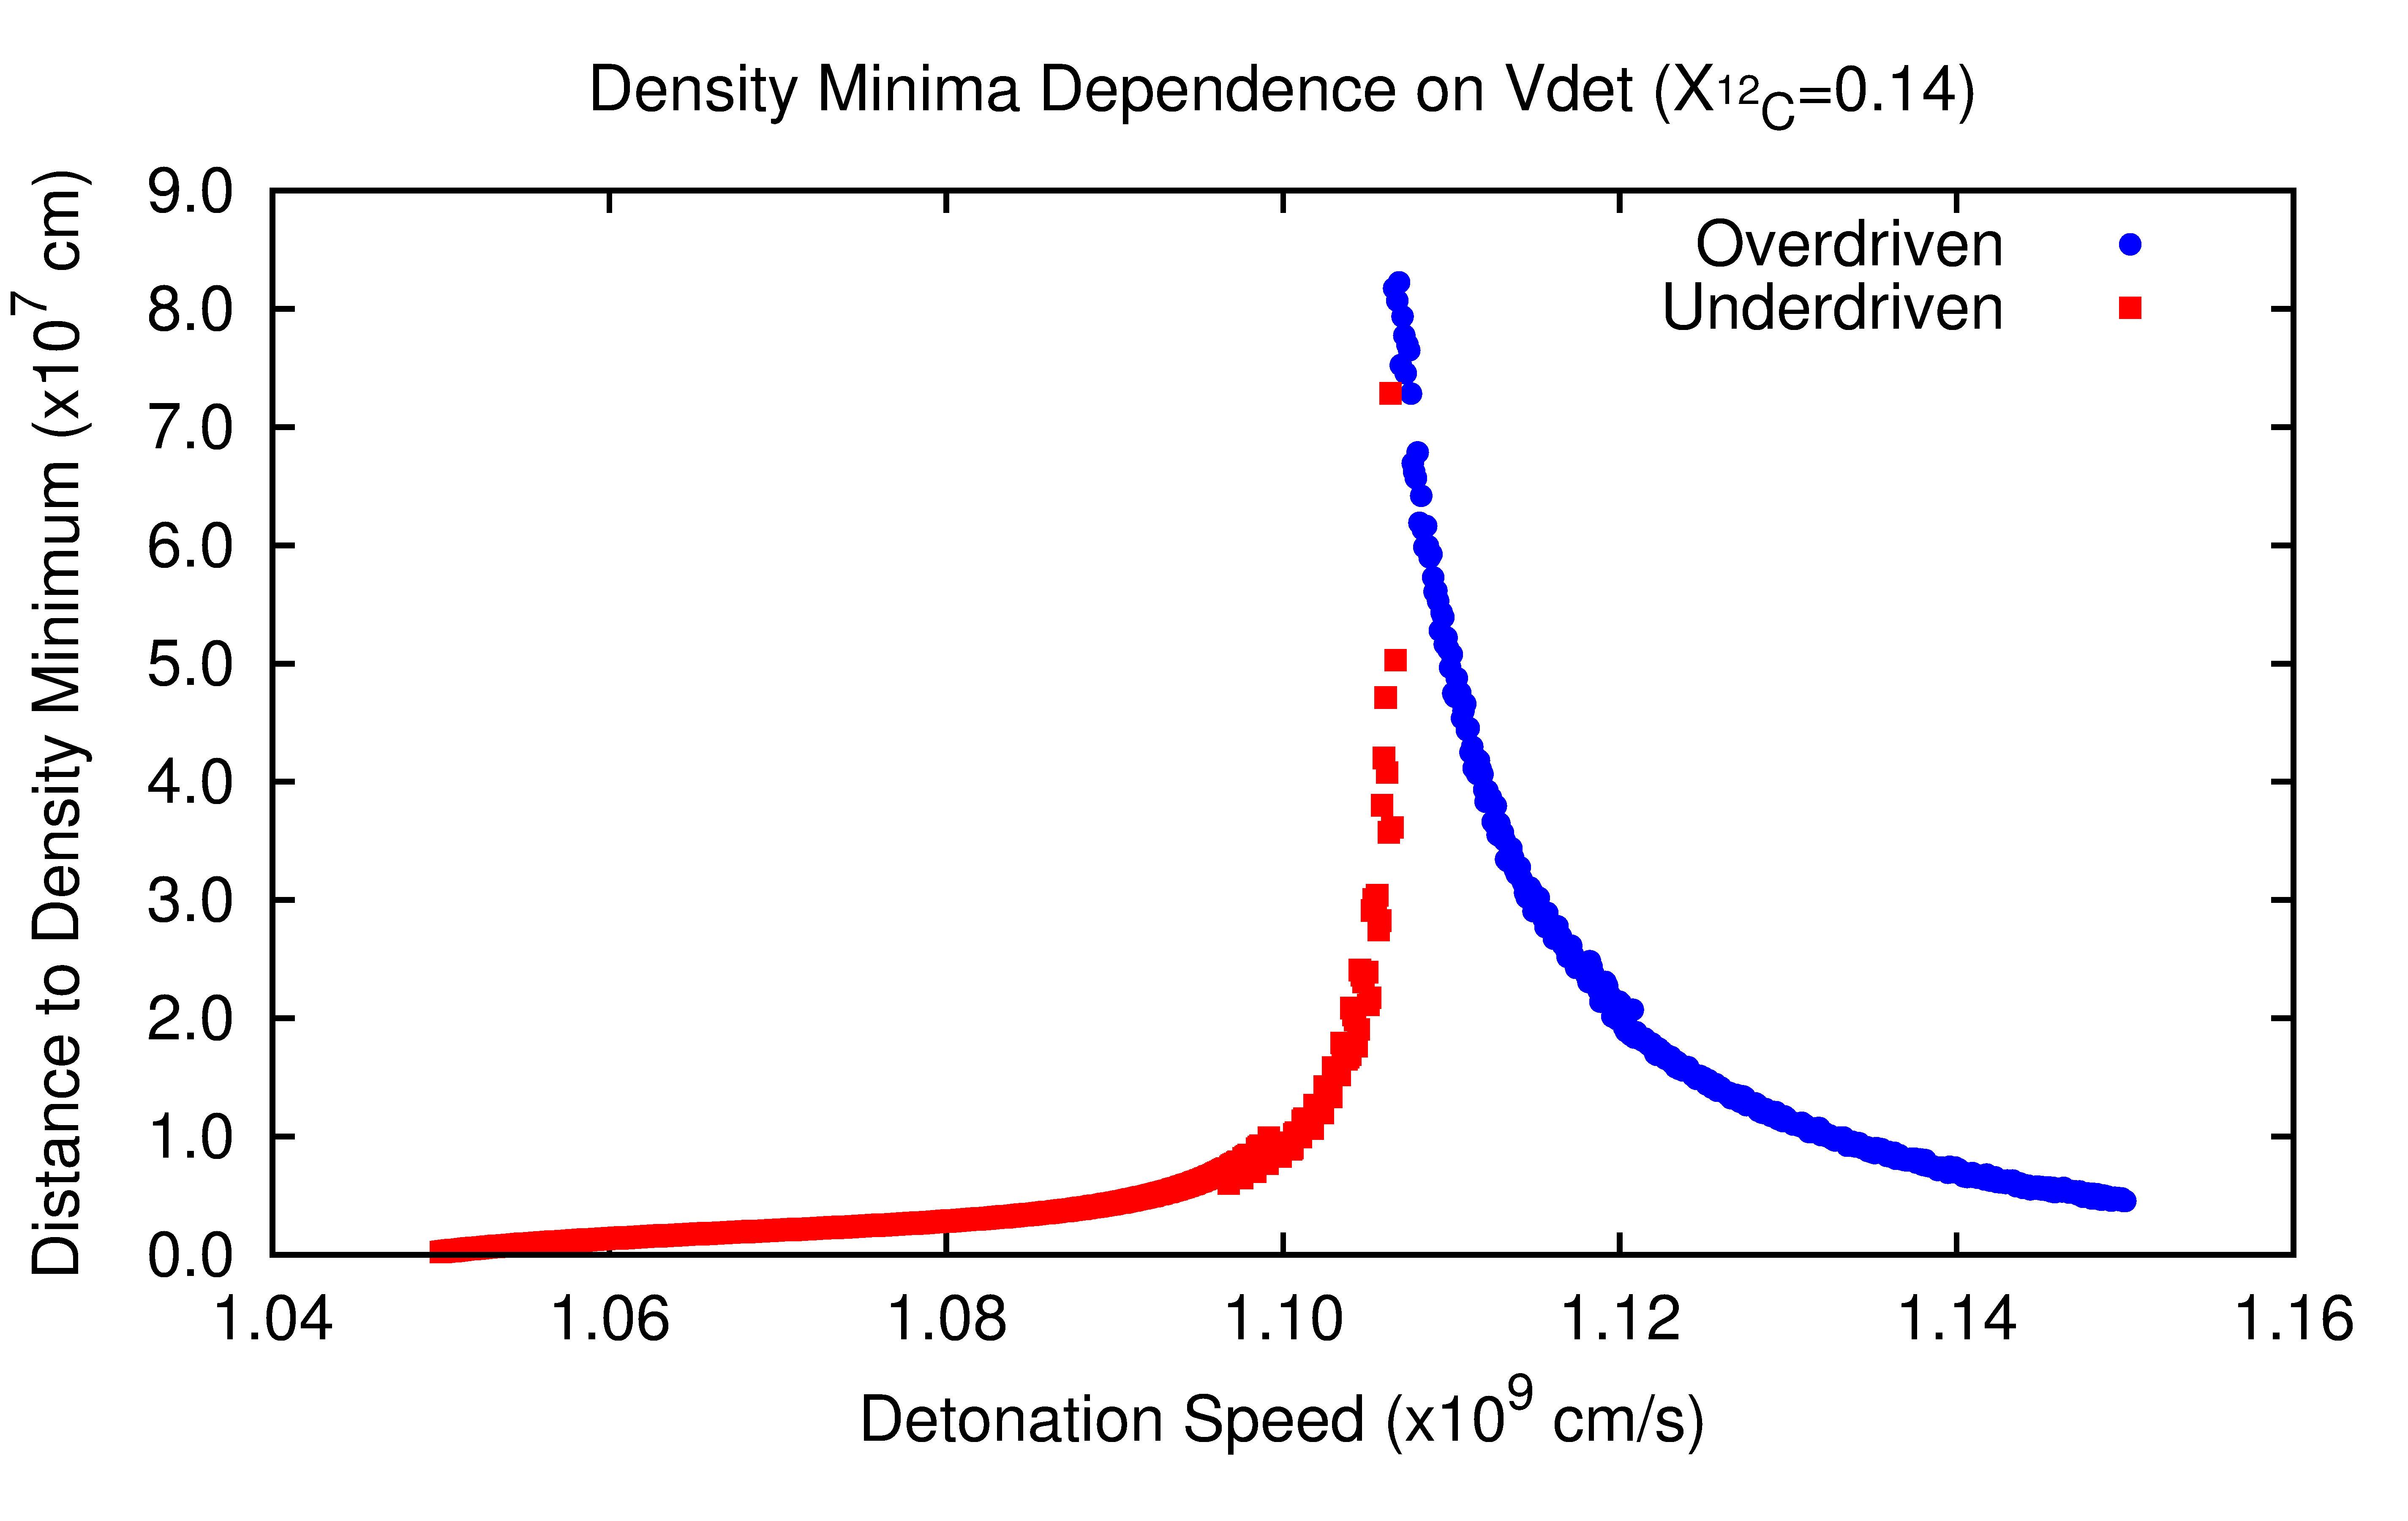 Density Minima Dependence on Vdet (X12C=0.14)
Distance to Density Minimum (x10^7 cm)
9.0
8.0
7.0
6.0
5.0
4.0
3.0
2.0
1.0
0.0
Overdriven
Underdriven
1.04 1.06 1.08 1.10 1.12 1.14 1.16
Detonation Speed (x10^9 cm/s)